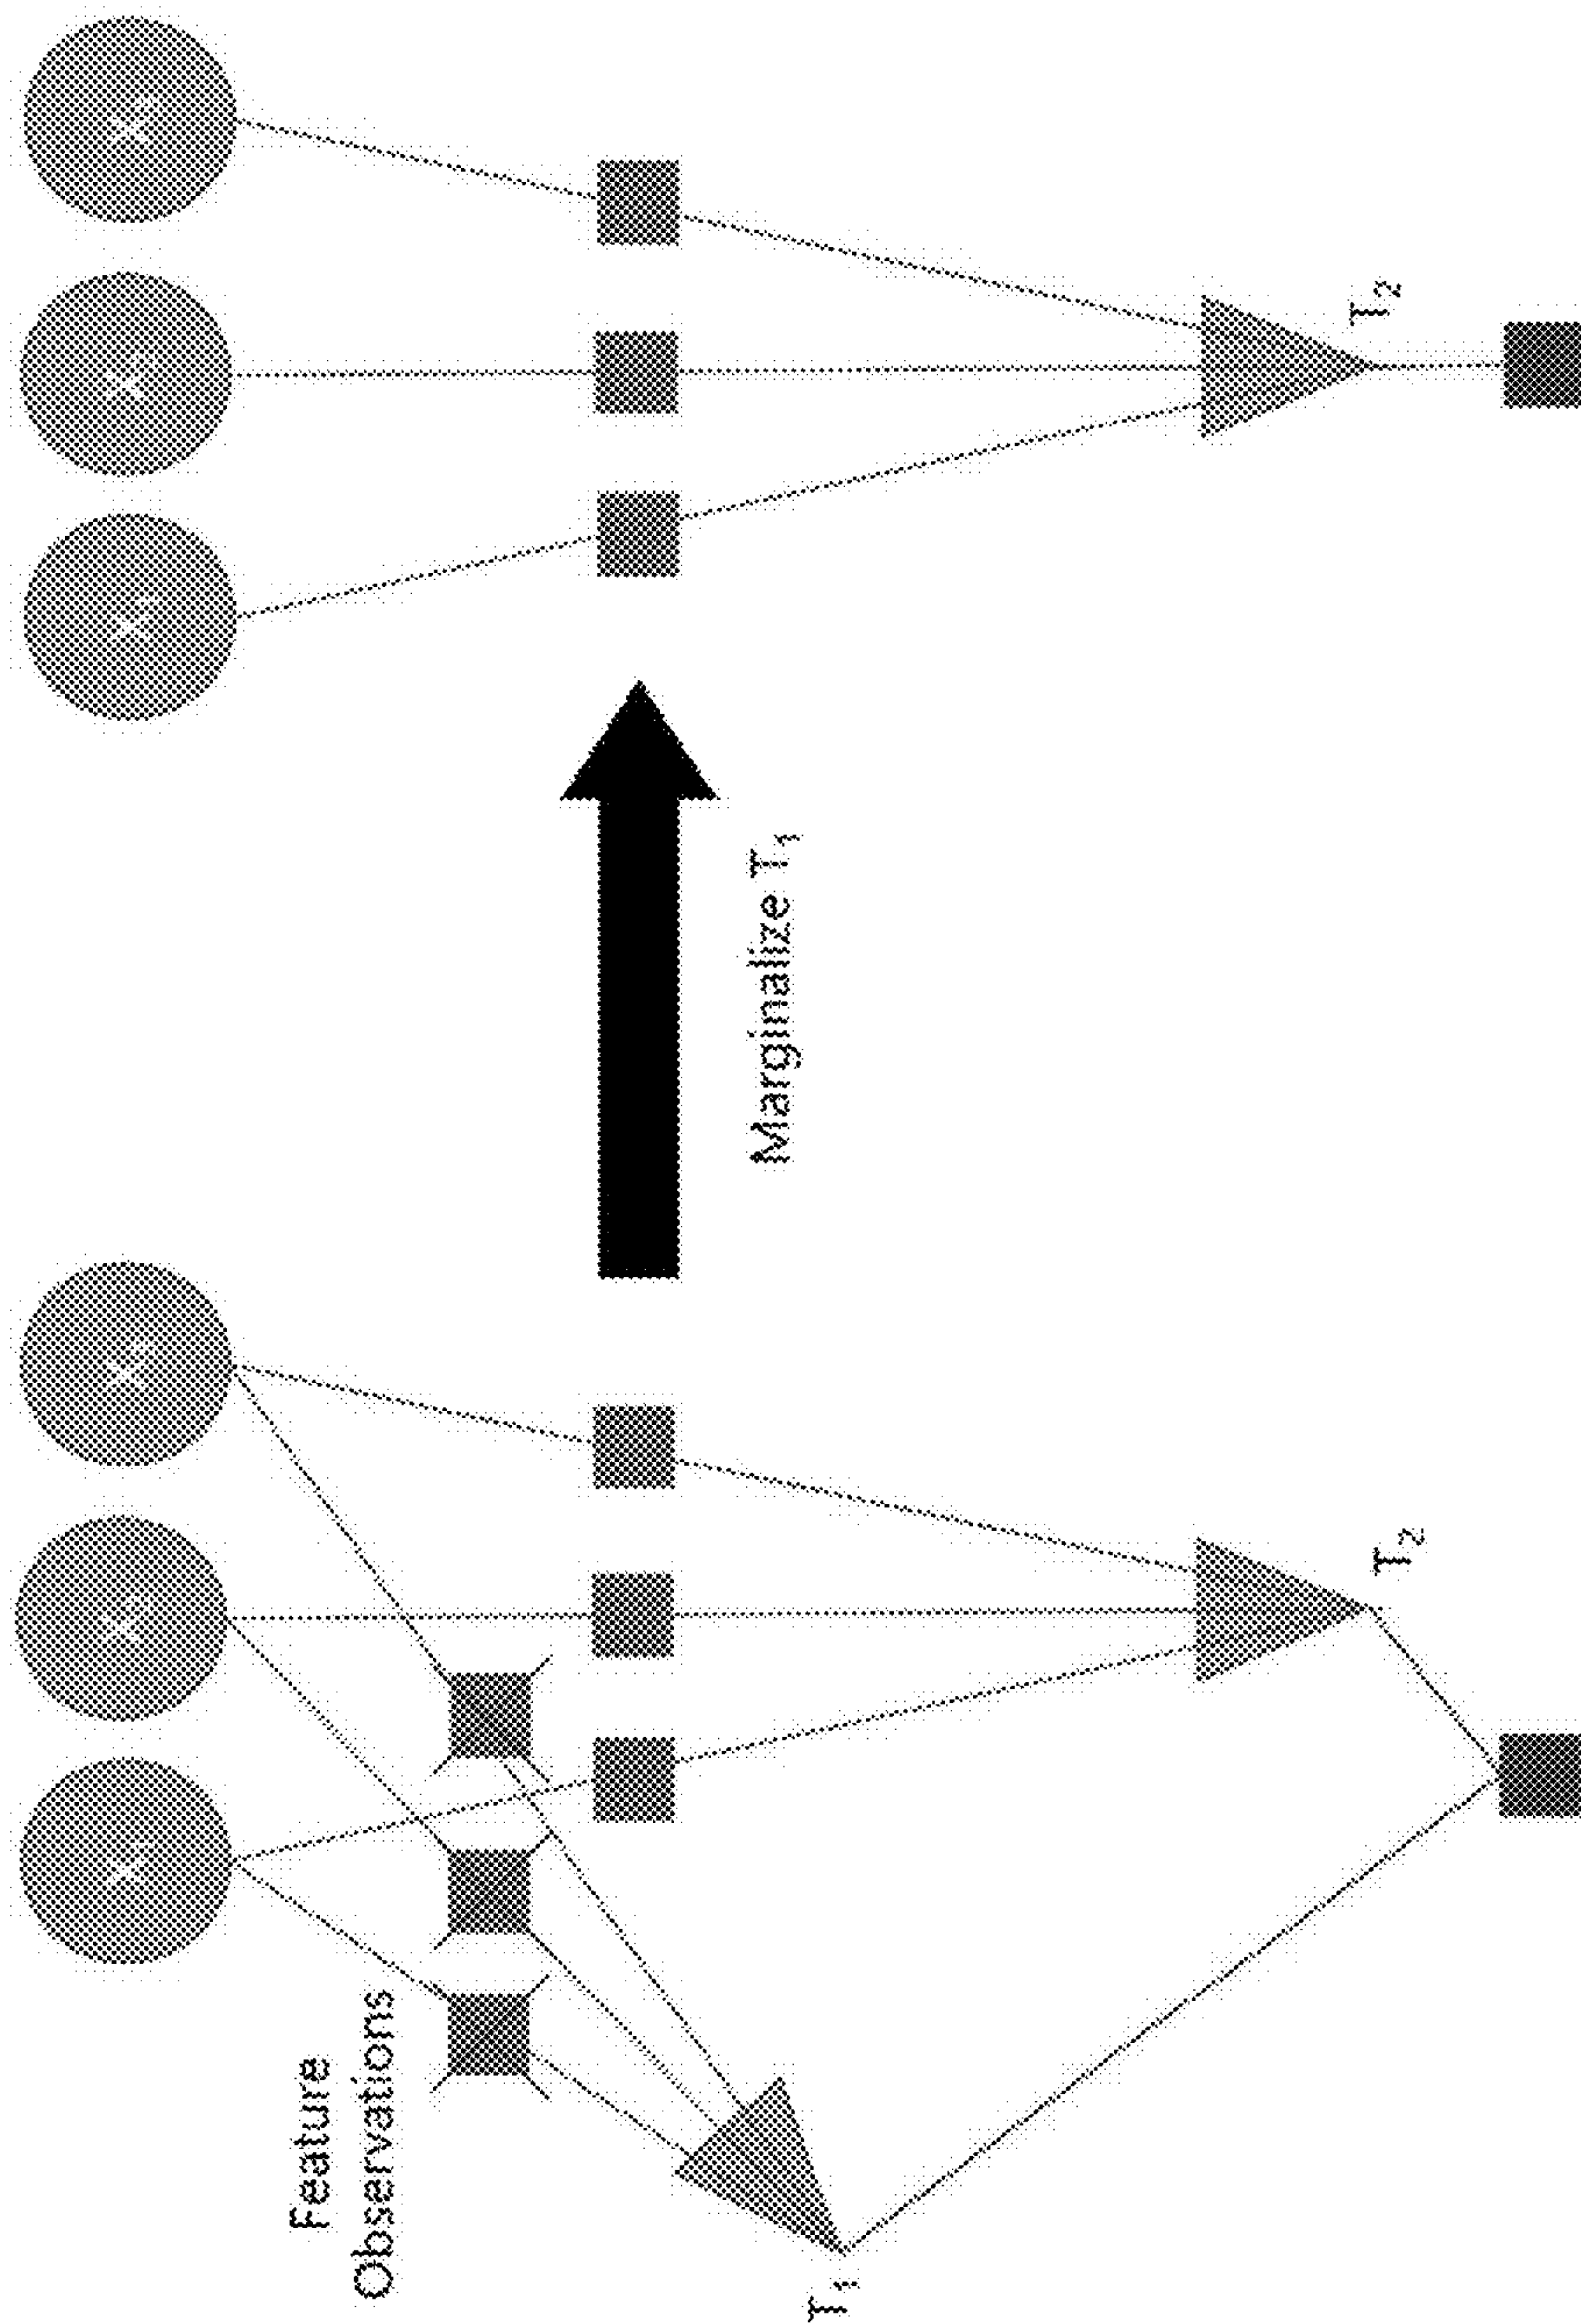 Feature
Observations
T₁
T₂
Marginalize T₁
T₂